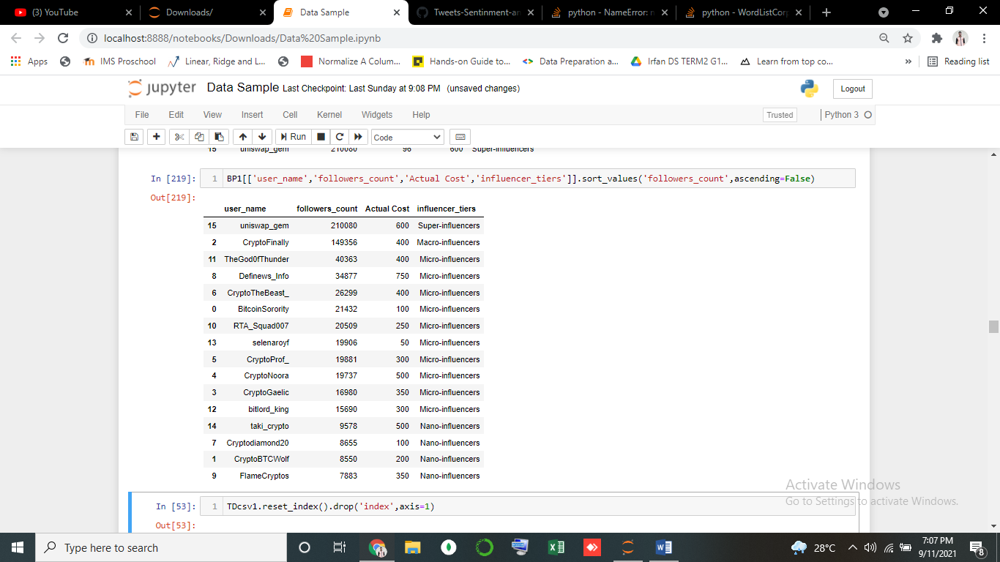 (3) YouTube
Downloads/
Data Sample
Tweets-Sentinment-an
python - NameError: n
python - WordListCorp
localhost:8888/notebooks/Downloads/Data%20Sample.ipynb
Apps
IMS Proschool
Linear, Ridge and L...
Normalize A Colum...
Hands-on Guide to...
Data Preparation a...
Irfan DS TERM2 G1...
Learn from top co...
»
Reading list
jupyter Data Sample Last Checkpoint: Last Sunday at 9:08 PM (unsaved changes)
Logout
File Edit View Insert Cell Kernel Widgets Help
Trusted
Python 3
Run
Code
15 uniswap_gem 210080 96 600 Super-influencers
In [219]: 1 BP1[['user_name','followers_count','Actual Cost','influencer_tiers']].sort_values('followers_count',ascending=False)
Out[219]:
user_name followers_count Actual Cost influencer_tiers
15 uniswap_gem 210080 600 Super-influencers
2 CryptoFinally 149356 400 Macro-influencers
11 TheGod0fThunder 40363 400 Micro-influencers
8 Definews_Info 34877 750 Micro-influencers
6 CryptoTheBeast_ 26299 400 Micro-influencers
0 BitcoinSorority 21432 100 Micro-influencers
10 RTA_Squad007 20509 250 Micro-influencers
13 selenaroyf 19906 50 Micro-influencers
5 CryptoProf_ 19881 300 Micro-influencers
4 CryptoNoora 19737 500 Micro-influencers
3 CryptoGaelic 16980 350 Micro-influencers
12 bitlord_king 15690 300 Micro-influencers
14 taki_crypto 9578 500 Nano-influencers
7 Cryptodiamond20 8655 100 Nano-influencers
1 CryptoBTCWolf 8550 200 Nano-influencers
9 FlameCryptos 7883 350 Nano-influencers
Activate Windows
Go to Settings to activate Windows.
In [53]: 1 TDcsv1.reset_index().drop('index',axis=1)
Out[53]:
Type here to search
28°C
7:07 PM
9/11/2021
8